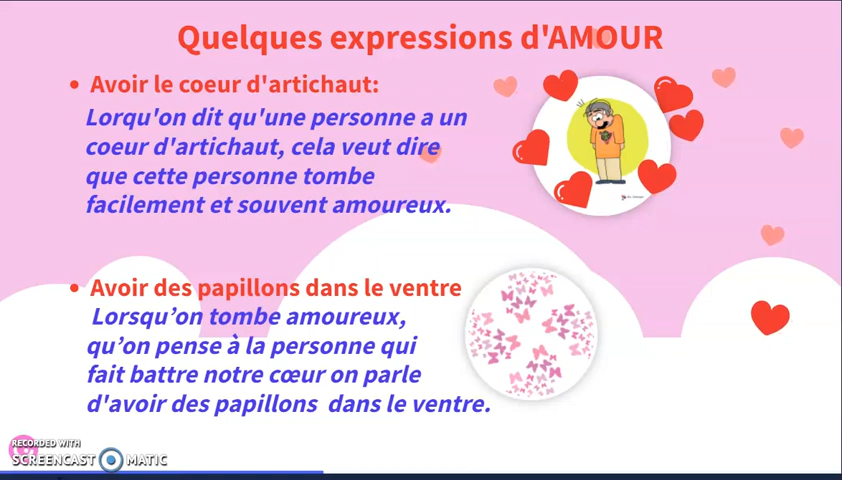 Quelques expressions d'AMOUR
• Avoir le coeur d'artichaut:
Lorqu'on dit qu'une personne a un
coeur d'artichaut, cela veut dire
que cette personne tombe
facilement et souvent amoureux.
• Avoir des papillons dans le ventre
Lorsqu’on tombe amoureux,
qu’on pense à la personne qui
fait battre notre cœur on parle
d'avoir des papillons dans le ventre.
RECORDED WITH
SCREENCAST MATIC